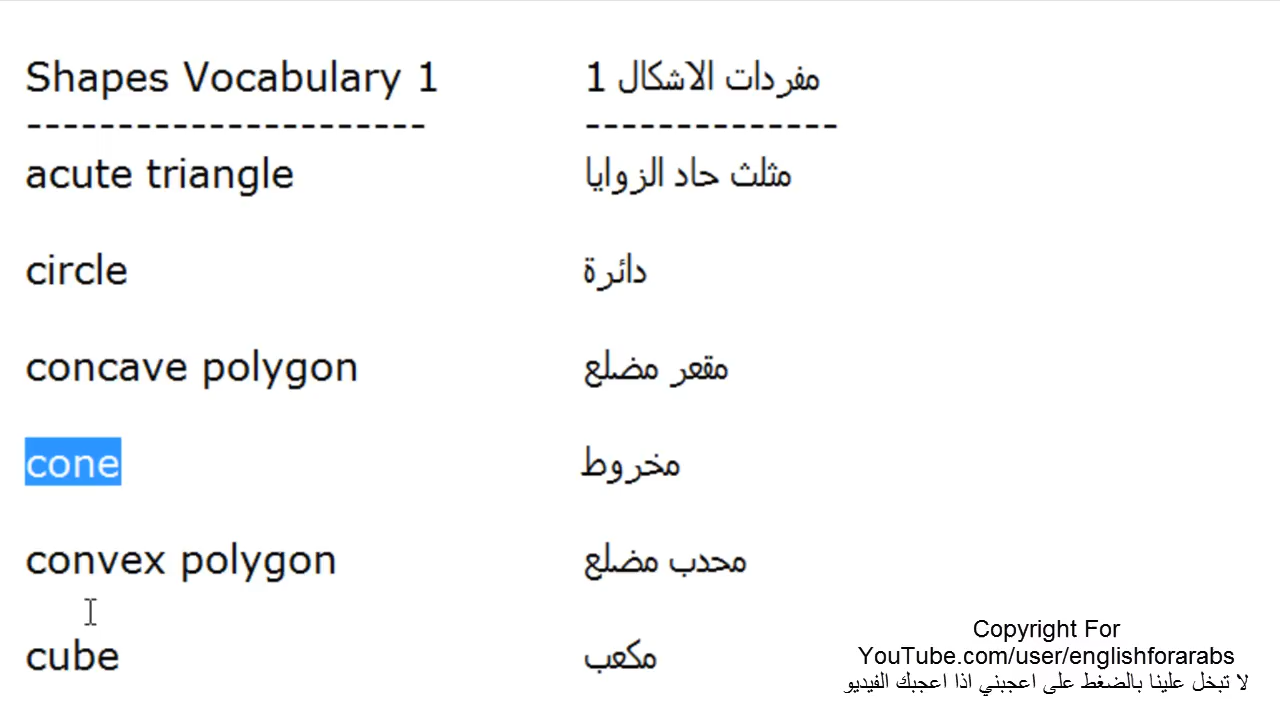 Shapes Vocabulary 1 مفردات الاشكال 1
---------------------- --------------
acute triangle مثلث حاد الزوايا
circle دائرة
concave polygon مقعر مضلع
cone مخروط
convex polygon محدب مضلع
cube مكعب
Copyright For
YouTube.com/user/englishforarabs
لا تبخل علينا بالضغط على اعجبني اذا اعجبك الفيديو